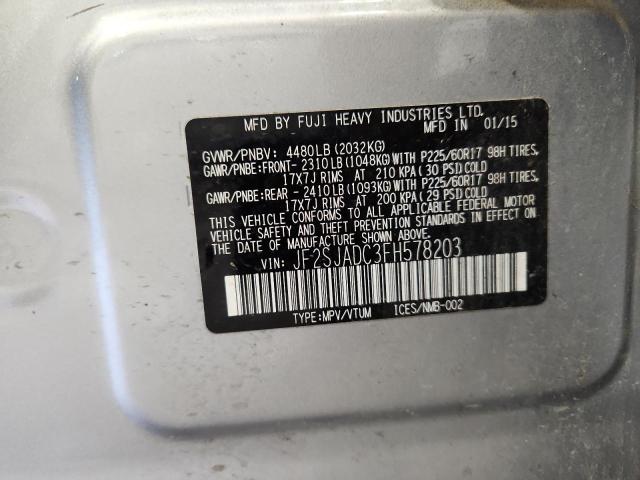 MFD BY FUJI HEAVY INDUSTRIES LTD.
MFD IN 01/15
GVWR/PNBV: 4480LB(2032KG)
GAWR/PNBE:FRONT- 2310LB(1048KG)WITH P225/60R17 98H TIRES,
17X7J RIMS AT 210 KPA(30 PSI)COLD
GAWR/PNBE:REAR - 2410LB(1093KG)WITH P225/60R17 98H TIRES,
17X7J RIMS AT 200 KPA(29 PSI)COLD
THIS VEHICLE CONFORMS TO ALL APPLICABLE FEDERAL MOTOR
VEHICLE SAFETY AND THEFT PREVENTION STANDARDS IN EFFECT ON
THE DATE OF MANUFACTURE SHOWN ABOVE.
VIN: JF2SJADC3FH578203
TYPE:MPV/VTUM ICES/NMB-002